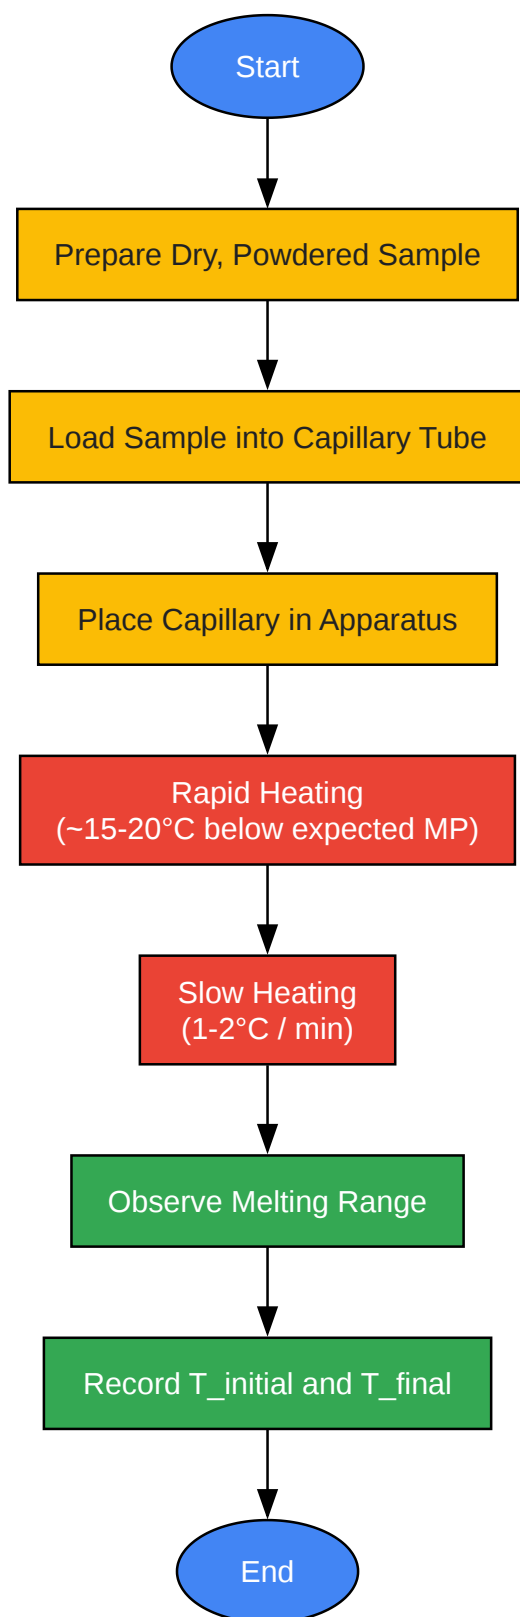 Start
Prepare Dry, Powdered Sample
Load Sample into Capillary Tube
Place Capillary in Apparatus
Rapid Heating
(~15-20°C below expected MP)
Slow Heating
(1-2°C / min)
Observe Melting Range
Record T_initial and T_final
End